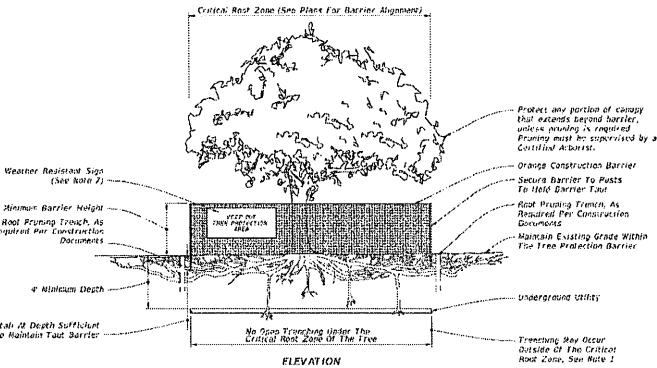 Critical Root Zone (See Plans For Barrier Alignment)
Protect any portion of canopy
that extends beyond barrier,
unless pruning is required
Pruning must be supervised by a
Certified Arborist.
Weather Resistant Sign
(See Note 7)
Orange Construction Barrier
Secure Barrier To Posts
To Hold Barrier Taut
Minimum Barrier Height
KEEP OUT
TREE PROTECTION
AREA
Root Pruning Trench, As
Required Per Construction
Documents
Root Pruning Trench, As
Required Per Construction
Documents
Maintain Existing Grade Within
The Tree Protection Barrier
4' Minimum Depth
Underground Utility
At Depth Sufficient
Maintain Taut Barrier
No Open Trenching Under The
Critical Root Zone Of The Tree
Trenching May Occur
Outside Of The Critical
Root Zone, See Note 1
ELEVATION